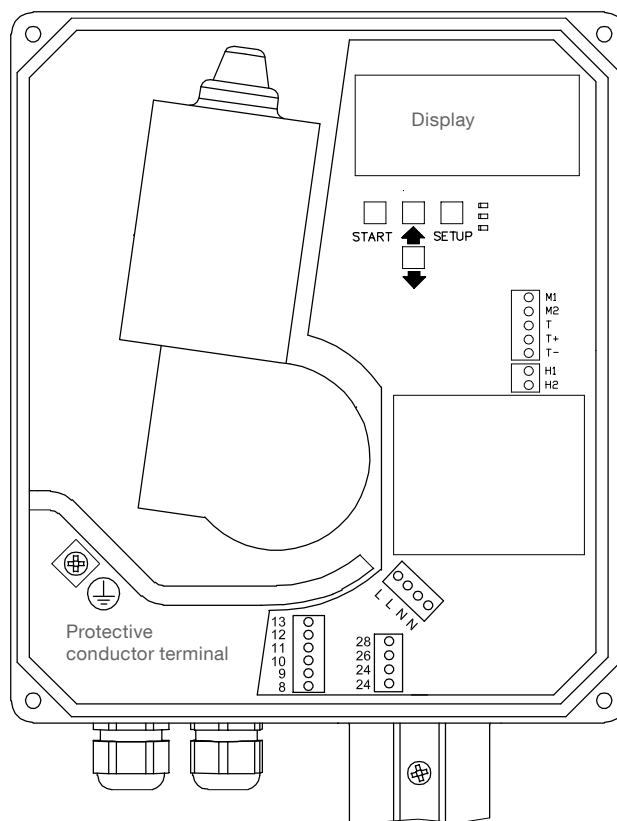 Display
START
SETUP
M1
M2
T
T+
T-
H1
H2
L
L
N
N
Protective
conductor terminal
13
12
11
10
9
8
28
26
24
24